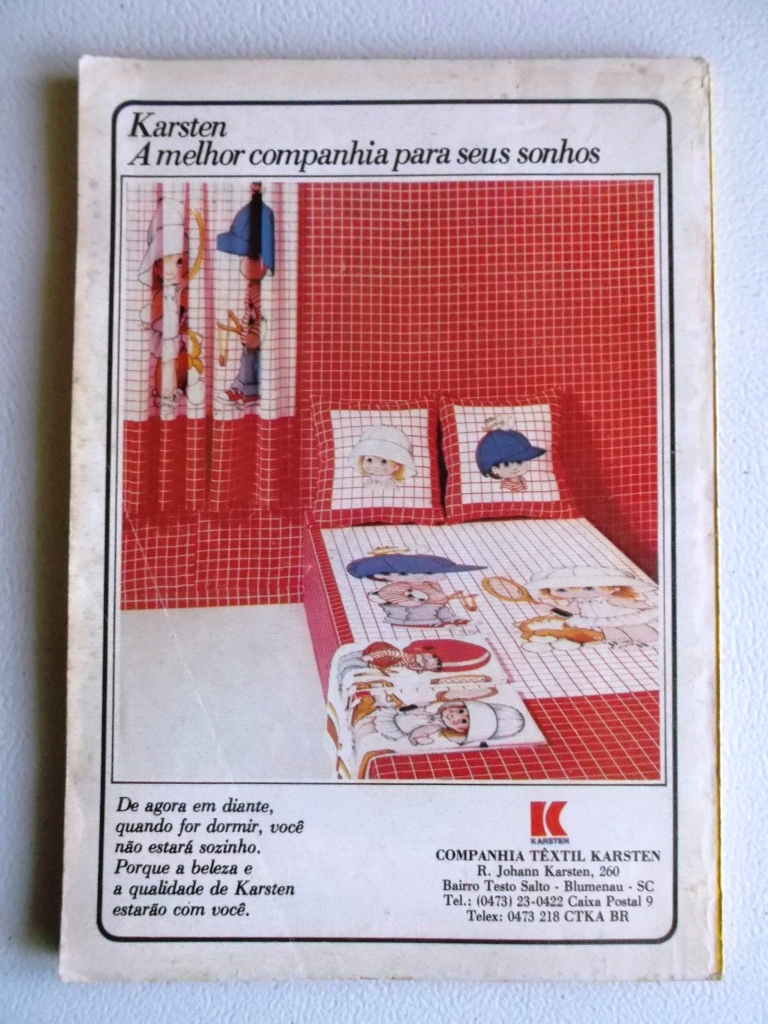 Karsten
A melhor companhia para seus sonhos
De agora em diante,
quando for dormir, você
não estará sozinho.
Porque a beleza e
a qualidade de Karsten
estarão com você.
KARSTEN
COMPANHIA TÊXTIL KARSTEN
R. Johann Karsten, 260
Bairro Testo Salto - Blumenau - SC
Tel.: (0473) 23-0422 Caixa Postal 9
Telex: 0473 218 CTKA BR